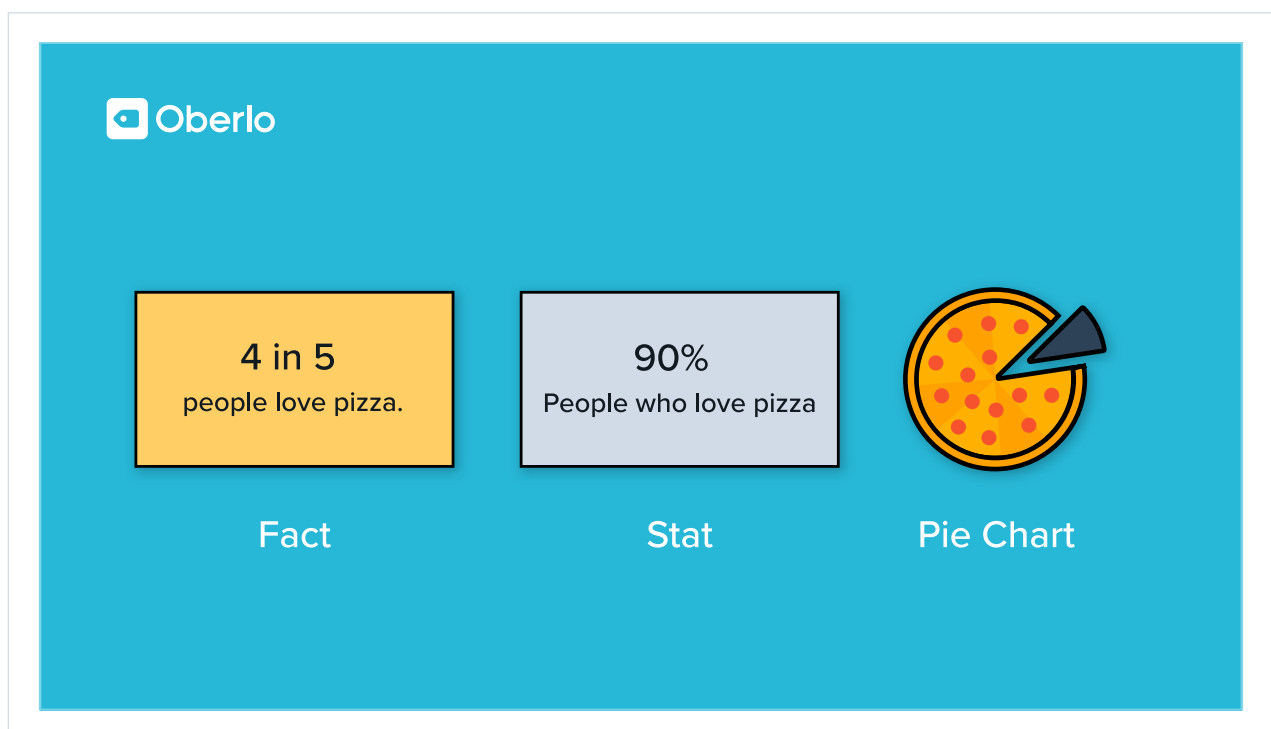 Oberlo
4 in 5
people love pizza.
Fact
90%
People who love pizza
Stat
Pie Chart